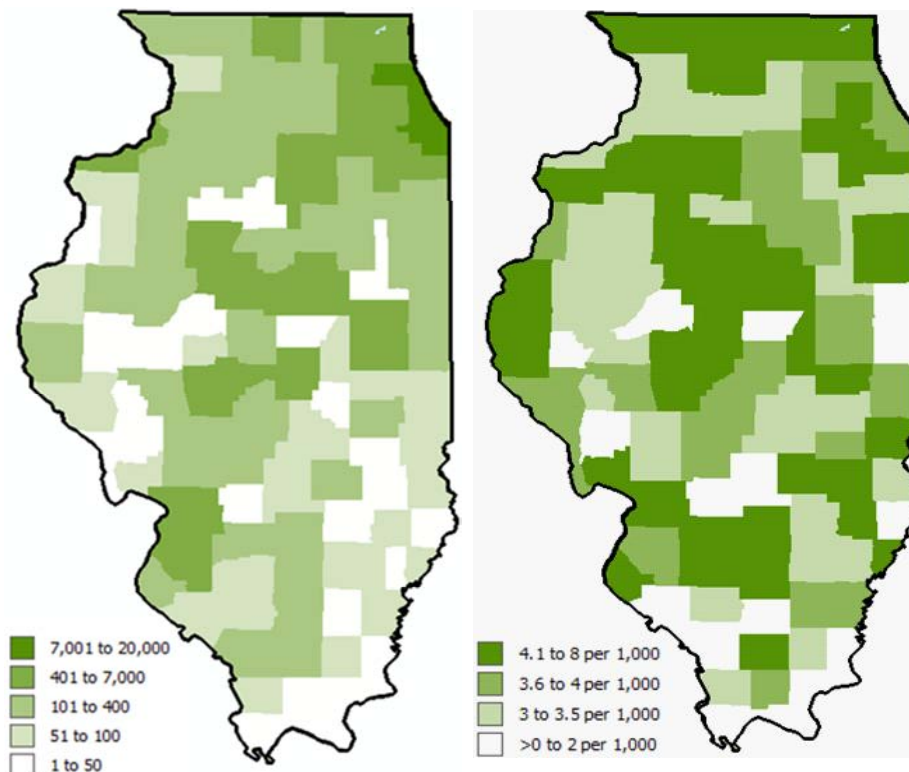 7,001 to 20,000
401 to 7,000
101 to 400
51 to 100
1 to 50
4.1 to 8 per 1,000
3.6 to 4 per 1,000
3 to 3.5 per 1,000
>0 to 2 per 1,000